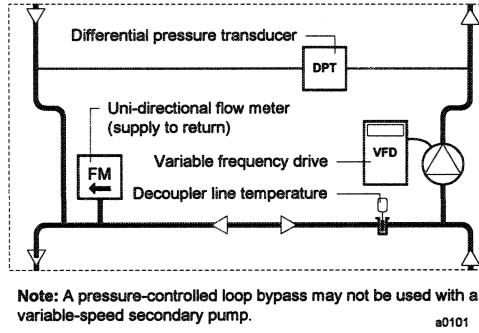 Differential pressure transducer
DPT
Uni-directional flow meter
(supply to return)
FM
Variable frequency drive
VFD
Decoupler line temperature
Note: A pressure-controlled loop bypass may not be used with a
variable-speed secondary pump.
a0101